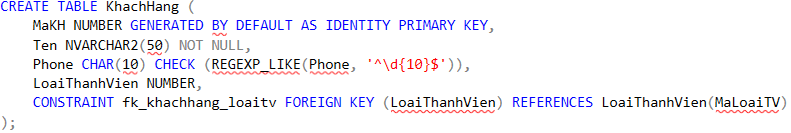 CREATE TABLE KhachHang (
    MaKH NUMBER GENERATED BY DEFAULT AS IDENTITY PRIMARY KEY,
    Ten NVARCHAR2(50) NOT NULL,
    Phone CHAR(10) CHECK (REGEXP_LIKE(Phone, '^\d{10}$')),
    LoaiThanhVien NUMBER,
    CONSTRAINT fk_khachhang_loaitv FOREIGN KEY (LoaiThanhVien) REFERENCES LoaiThanhVien(MaLoaiTV)
);